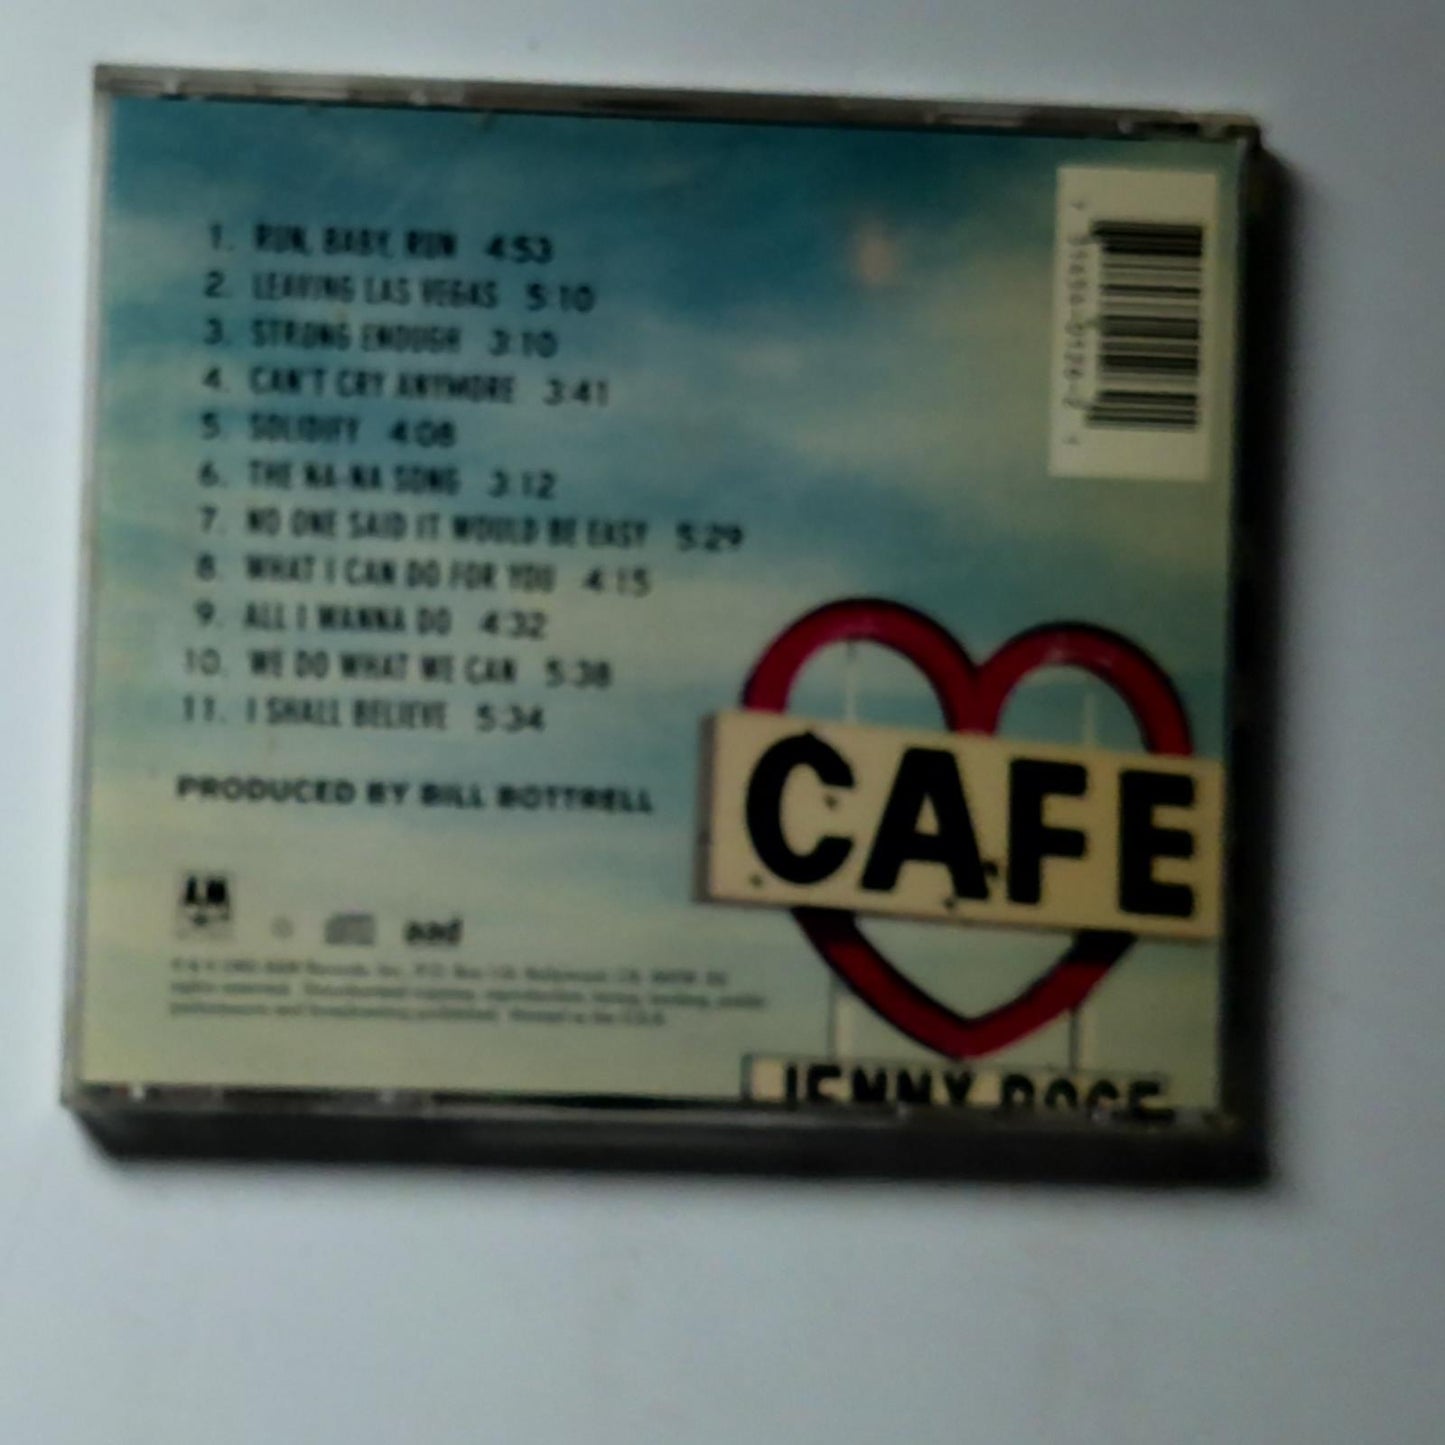 1. RUN, BABY, RUN 4:53
2. LEAVING LAS VEGAS 5:10
3. STRONG ENOUGH 3:10
4. CAN'T CRY ANYMORE 3:41
5. SOLIDIFY 4:08
6. THE NA-NA SONG 3:12
7. NO ONE SAID IT WOULD BE EASY 5:29
8. WHAT I CAN DO FOR YOU 4:15
9. ALL I WANNA DO 4:32
10. WE DO WHAT WE CAN 5:38
11. I SHALL BELIEVE 5:34
PRODUCED BY BILL BOTTRELL
A&M
aad
CAFE
JENNY ROSE